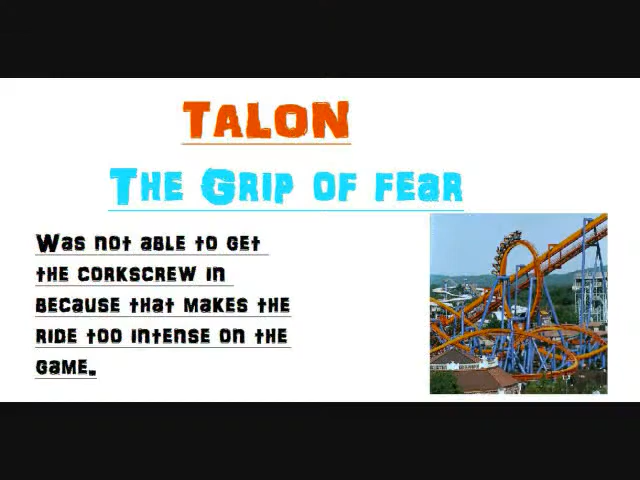 TALON
THE GRIP OF FEAR
WAS NOT ABLE TO GET
THE CORKSCREW IN
BECAUSE THAT MAKES THE
RIDE TOO INTENSE ON THE
GAME.